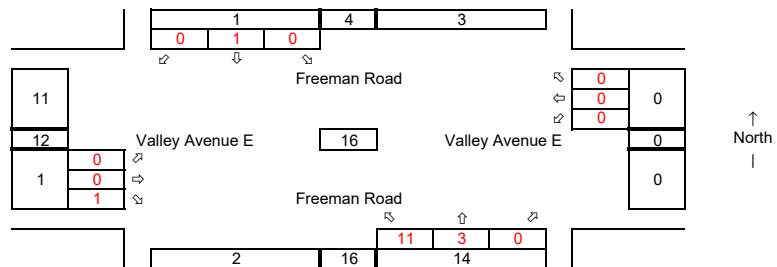 1 4 3
0 1 0
⬃ ⇩ ⬂
Freeman Road
⬁ 0
11 ⇦ 0 0 ↑
⬃ 0
12 Valley Avenue E 16 Valley Avenue E 0 North
0 ⬀ |
1 0 ⇨ 0
1 ⬂ Freeman Road
⬁ ⇧ ⬀
11 3 0
2 16 14